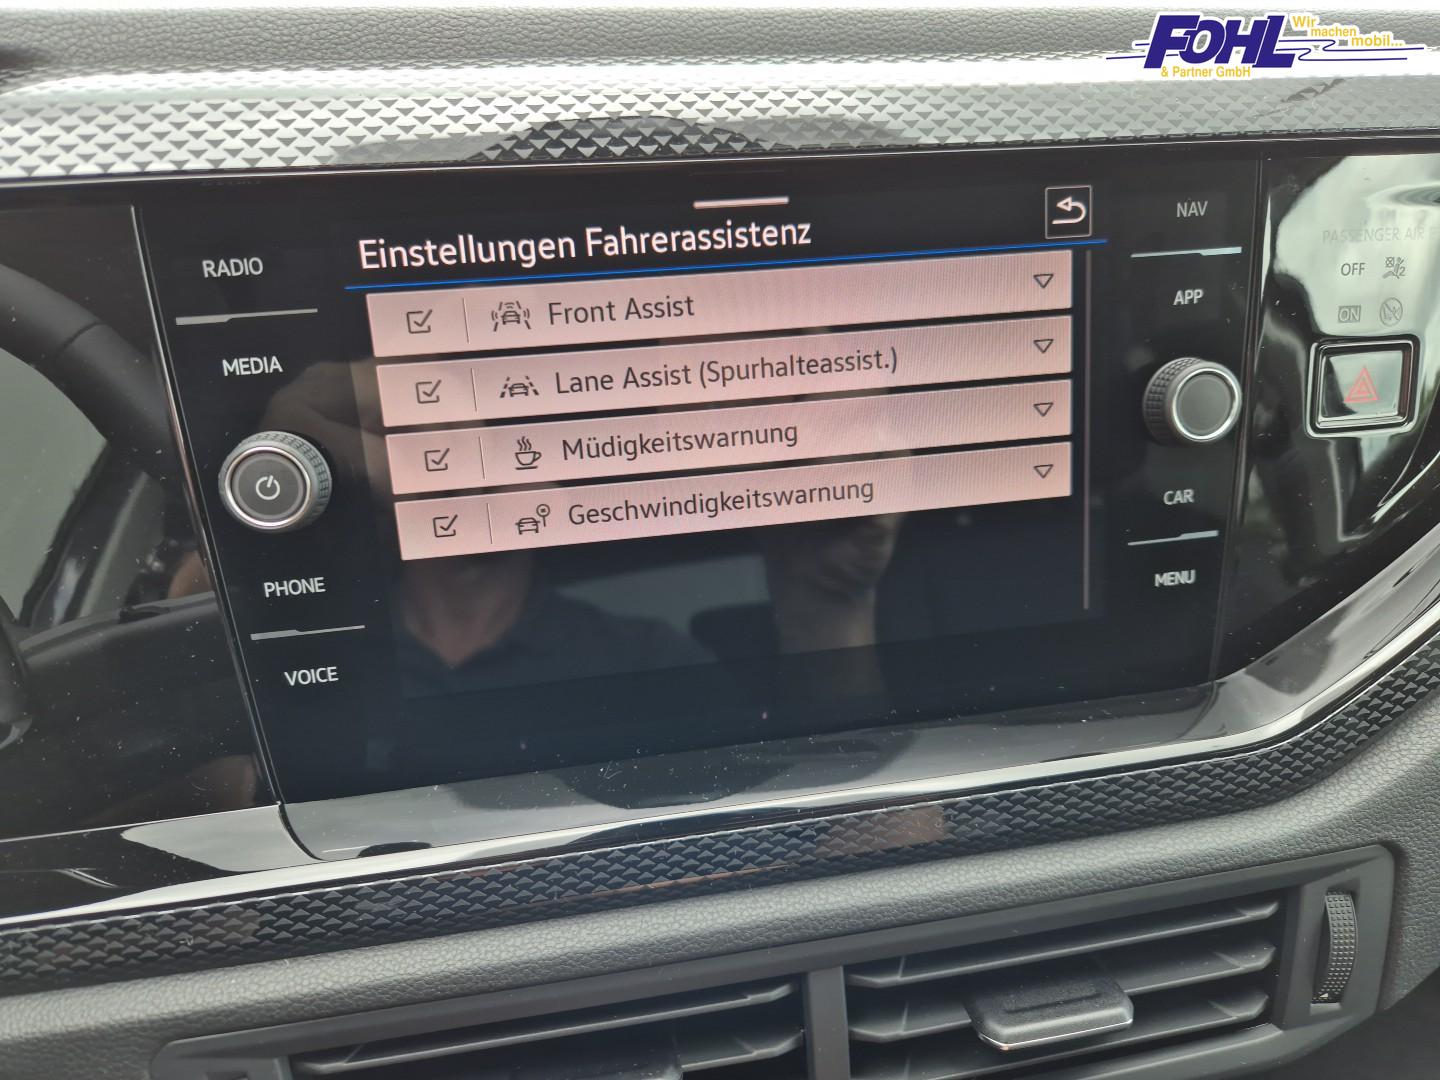 FOHL
Wir
machen
mobil...
& Partner GmbH
Einstellungen Fahrerassistenz
RADIO
MEDIA
PHONE
VOICE
Front Assist
Lane Assist (Spurhalteassist.)
Müdigkeitswarnung
Geschwindigkeitswarnung
NAV
APP
CAR
MENU
PASSENGER AIR
OFF
2
ON